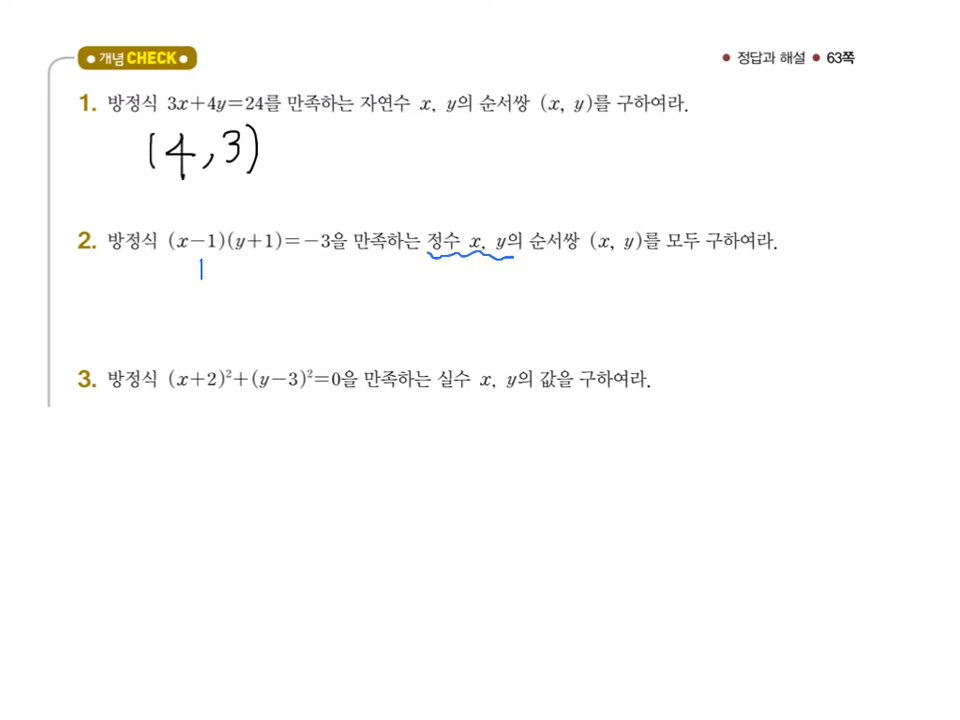 개념 CHECK
정답과 해설 63쪽
1. 방정식 3x+4y=24를 만족하는 자연수 x, y의 순서쌍 (x, y)를 구하여라.
(4,3)
2. 방정식 (x-1)(y+1)=-3을 만족하는 정수 x, y의 순서쌍 (x, y)를 모두 구하여라.
1
3. 방정식 (x+2)²+(y-3)²=0을 만족하는 실수 x, y의 값을 구하여라.